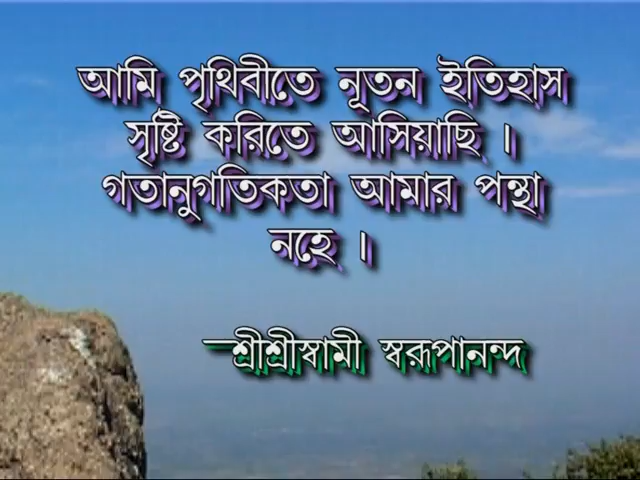 আমি পৃথিবীতে নূতন ইতিহাস
সৃষ্টি করিতে আসিয়াছি ।
গতানুগতিকতা আমার পন্থা
নহে ।
—শ্রীশ্রীস্বামী স্বরূপানন্দ